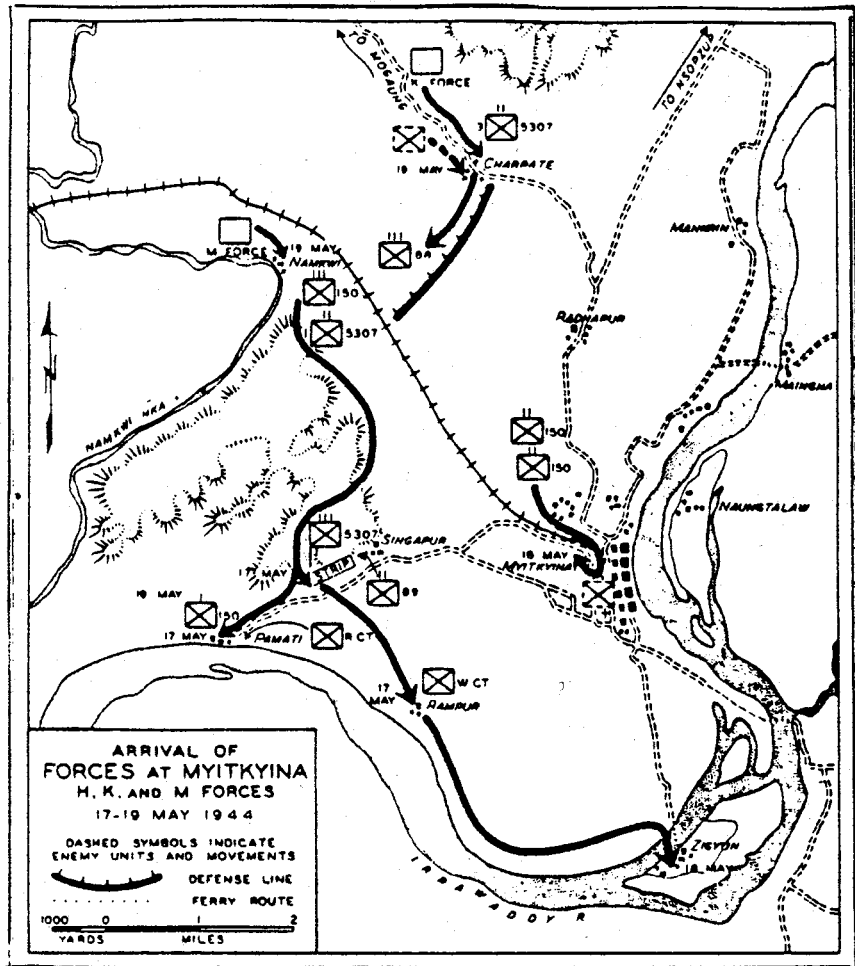 TO MOGAUNG
K FORCE
TO NSOPZUP
3 5307
19 MAY
CHARPATE
88
M FORCE
19 MAY
NAMKWI
MANKRIN
150
1 5307
RADHAPUR
MAINGNA
NAMKWI HKA
150
150
NAUNGTALAW
5307
SINGAPUR
18 MAY
MYITKYINA
17 MAY
STRIP
89
19 MAY
150
17 MAY
PAMATI
R CT
W CT
17 MAY
RAMPUR
ZIGYUN
18 MAY
IRRAWADDY R
ARRIVAL OF
FORCES AT MYITKYINA
H, K, AND M FORCES
17-19 MAY 1944
DASHED SYMBOLS INDICATE
ENEMY UNITS AND MOVEMENTS
DEFENSE LINE
FERRY ROUTE
1000 0 1 2
YARDS MILES